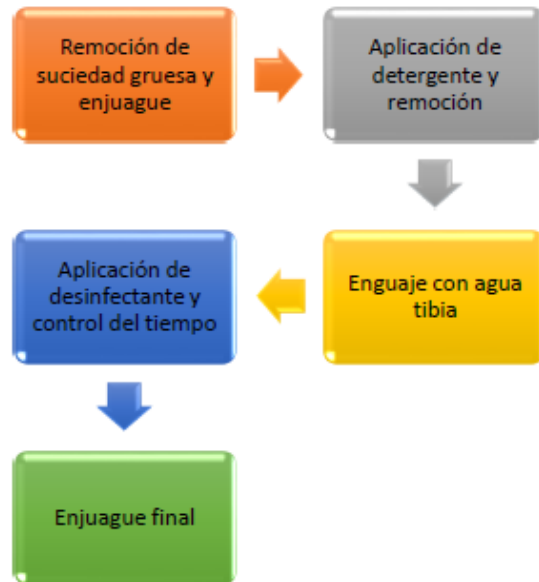 Remoción de
suciedad gruesa y
enjuague
Aplicación de
detergente y
remoción
Enguaje con agua
tibia
Aplicación de
desinfectante y
control del tiempo
Enjuague final